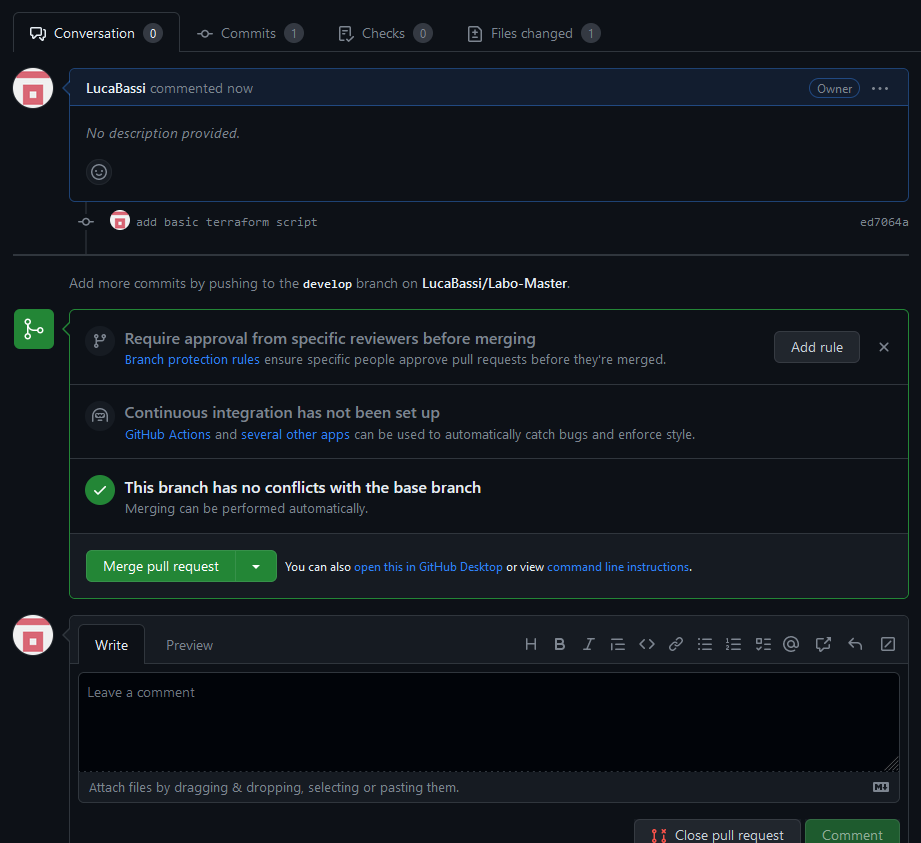 Conversation 0 Commits 1 Checks 0 Files changed 1
LucaBassi commented now Owner
No description provided.
add basic terraform script ed7064a
Add more commits by pushing to the develop branch on LucaBassi/Labo-Master.
Require approval from specific reviewers before merging
Branch protection rules ensure specific people approve pull requests before they're merged.
Add rule
Continuous integration has not been set up
GitHub Actions and several other apps can be used to automatically catch bugs and enforce style.
This branch has no conflicts with the base branch
Merging can be performed automatically.
Merge pull request You can also open this in GitHub Desktop or view command line instructions.
Write Preview
Leave a comment
Attach files by dragging & dropping, selecting or pasting them.
Close pull request Comment